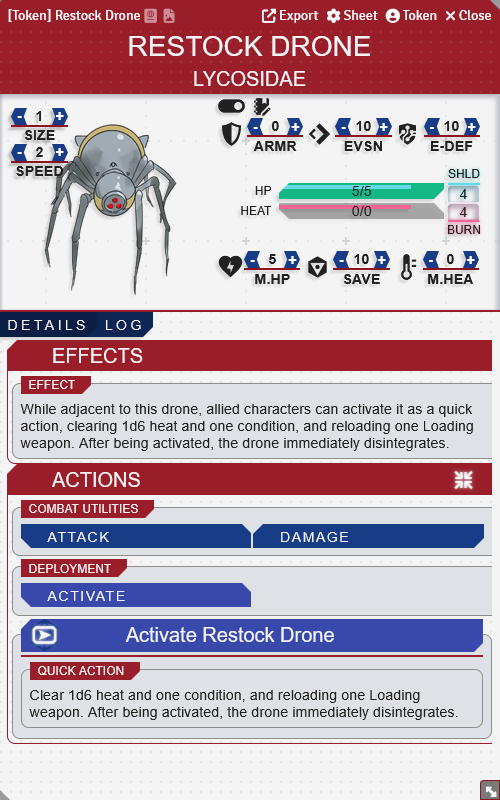 [Token] Restock Drone Export Sheet Token Close
RESTOCK DRONE
LYCOSIDAE
- 1 +
SIZE
- 2 +
SPEED
- 0 +
ARMR
- 10 +
EVSN
- 10 +
E-DEF
HP 5/5
HEAT 0/0
SHLD
4
4
BURN
- 5 +
M.HP
- 10 +
SAVE
- 0 +
M.HEA
DETAILS LOG
EFFECTS
EFFECT
While adjacent to this drone, allied characters can activate it as a quick
action, clearing 1d6 heat and one condition, and reloading one Loading
weapon. After being activated, the drone immediately disintegrates.
ACTIONS
COMBAT UTILITIES
ATTACK DAMAGE
DEPLOYMENT
ACTIVATE
Activate Restock Drone
QUICK ACTION
Clear 1d6 heat and one condition, and reloading one Loading
weapon. After being activated, the drone immediately disintegrates.